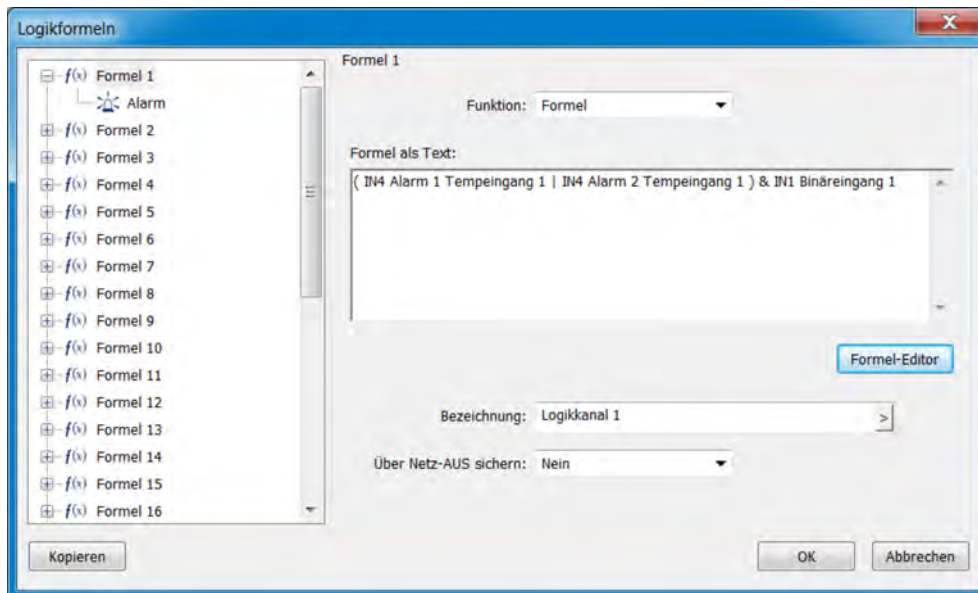 Logikformeln
f(x) Formel 1
Alarm
f(x) Formel 2
f(x) Formel 3
f(x) Formel 4
f(x) Formel 5
f(x) Formel 6
f(x) Formel 7
f(x) Formel 8
f(x) Formel 9
f(x) Formel 10
f(x) Formel 11
f(x) Formel 12
f(x) Formel 13
f(x) Formel 14
f(x) Formel 15
f(x) Formel 16
Formel 1
Funktion: Formel
Formel als Text:
( IN4 Alarm 1 Tempeingang 1 | IN4 Alarm 2 Tempeingang 1 ) & IN1 Binäreingang 1
Formel-Editor
Bezeichnung: Logikkanal 1 >
Über Netz-AUS sichern: Nein
Kopieren OK Abbrechen